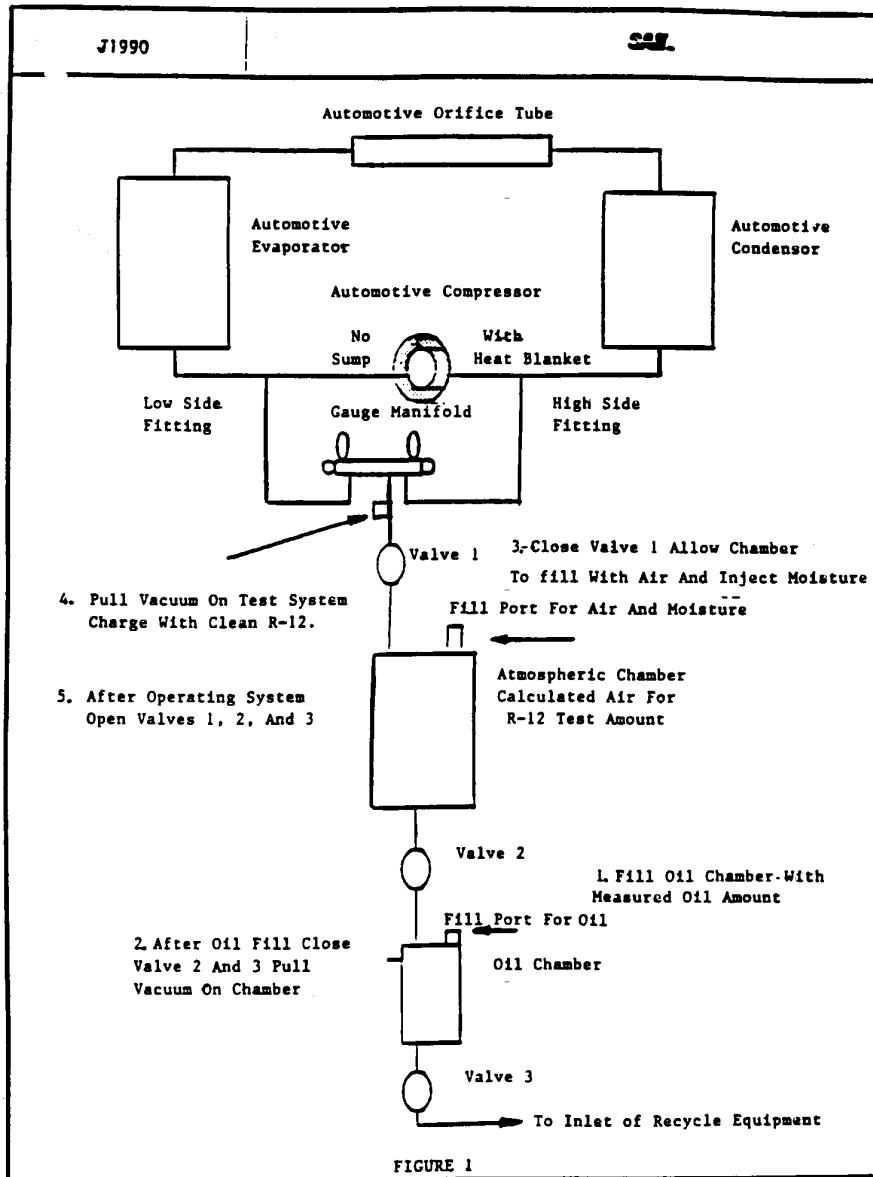 J1990
SAE.
Automotive Orifice Tube
Automotive
Evaporator
Automotive
Condensor
Automotive Compressor
No
Sump
With
Heat Blanket
Low Side
Fitting
Gauge Manifold
High Side
Fitting
Valve 1
3.-Close Valve 1 Allow Chamber
To fill With Air And Inject Moisture
4. Pull Vacuum On Test System
Charge With Clean R-12.
Fill Port For Air And Moisture
5. After Operating System
Open Valves 1, 2, And 3
Atmospheric Chamber
Calculated Air For
R-12 Test Amount
Valve 2
1. Fill Oil Chamber-With
Measured Oil Amount
Fill Port For Oil
2. After Oil Fill Close
Valve 2 And 3 Pull
Vacuum On Chamber
Oil Chamber
Valve 3
To Inlet of Recycle Equipment
FIGURE 1